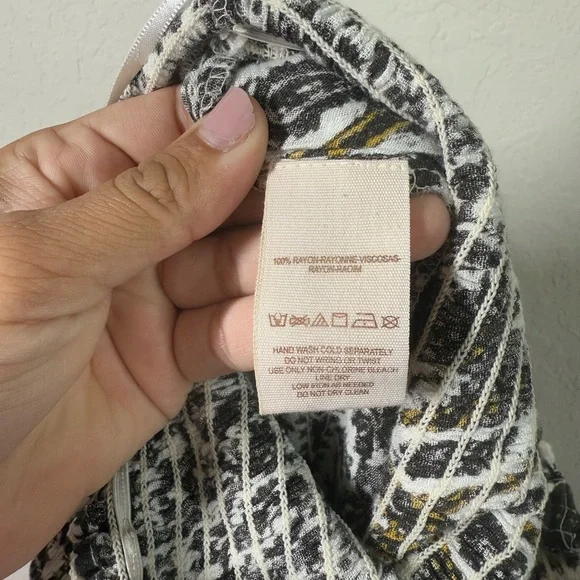 100% RAYON-RAYONNE-VISCOSAS-
RAYON-RAOIM
HAND WASH COLD SEPARATELY
DO NOT WRING OR TWIST
USE ONLY NON-CHLORINE BLEACH
LINE DRY
LOW IRON AS NEEDED
DO NOT DRY CLEAN